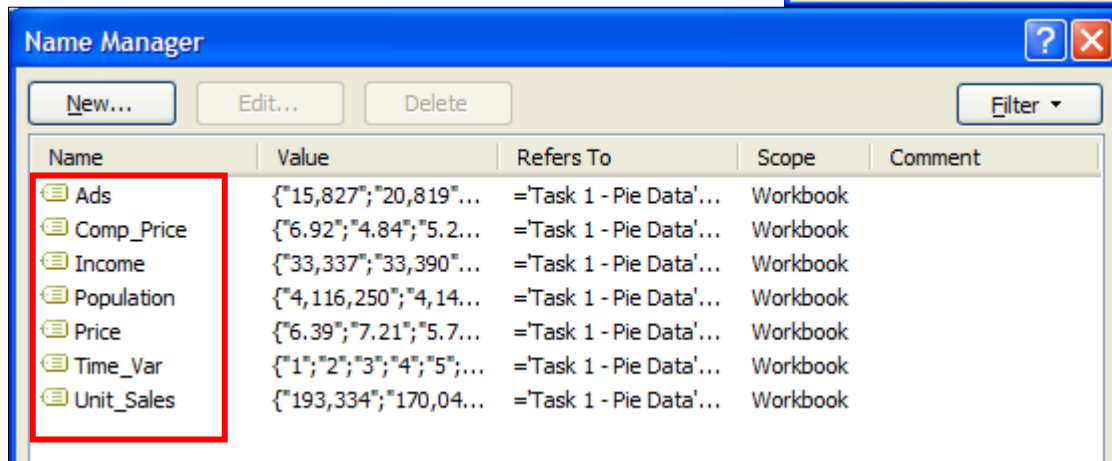 Name Manager
New... Edit... Delete Filter
Name Value Refers To Scope Comment
Ads {"15,827";"20,819"... ='Task 1 - Pie Data'... Workbook
Comp_Price {"6.92";"4.84";"5.2... ='Task 1 - Pie Data'... Workbook
Income {"33,337";"33,390"... ='Task 1 - Pie Data'... Workbook
Population {"4,116,250";"4,14... ='Task 1 - Pie Data'... Workbook
Price {"6.39";"7.21";"5.7... ='Task 1 - Pie Data'... Workbook
Time_Var {"1";"2";"3";"4";"5";... ='Task 1 - Pie Data'... Workbook
Unit_Sales {"193,334";"170,04... ='Task 1 - Pie Data'... Workbook